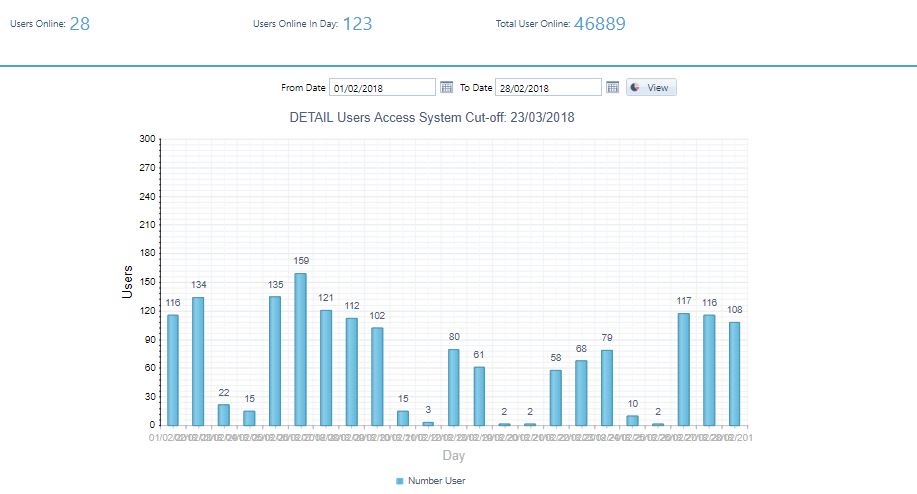 Users Online: 28 Users Online In Day: 123 Total User Online: 46889
From Date 01/02/2018 To Date 28/02/2018 View
DETAIL Users Access System Cut-off: 23/03/2018
300
270
240
210
180
150
120
90
60
30
0
Users
116 134 22 15 135 159 121 112 102 15 3 80 61 2 2 58 68 79 10 2 117 116 108
Day
Number User